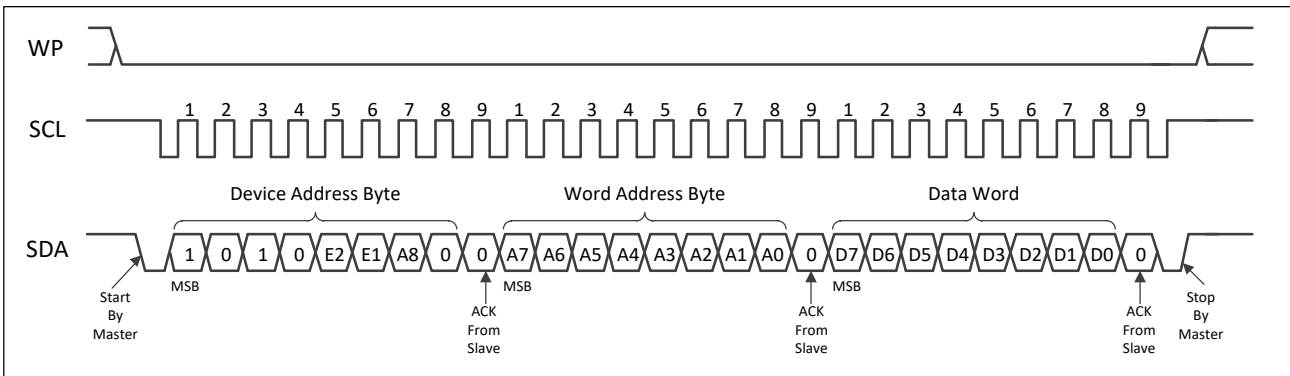 WP
1 2 3 4 5 6 7 8 9 1 2 3 4 5 6 7 8 9 1 2 3 4 5 6 7 8 9
SCL
Device Address Byte Word Address Byte Data Word
SDA 1 0 1 0 E2 E1 A8 0 0 A7 A6 A5 A4 A3 A2 A1 A0 0 D7 D6 D5 D4 D3 D2 D1 D0 0
MSB MSB MSB
Start
By
Master
ACK
From
Slave
ACK
From
Slave
ACK
From
Slave
Stop
By
Master